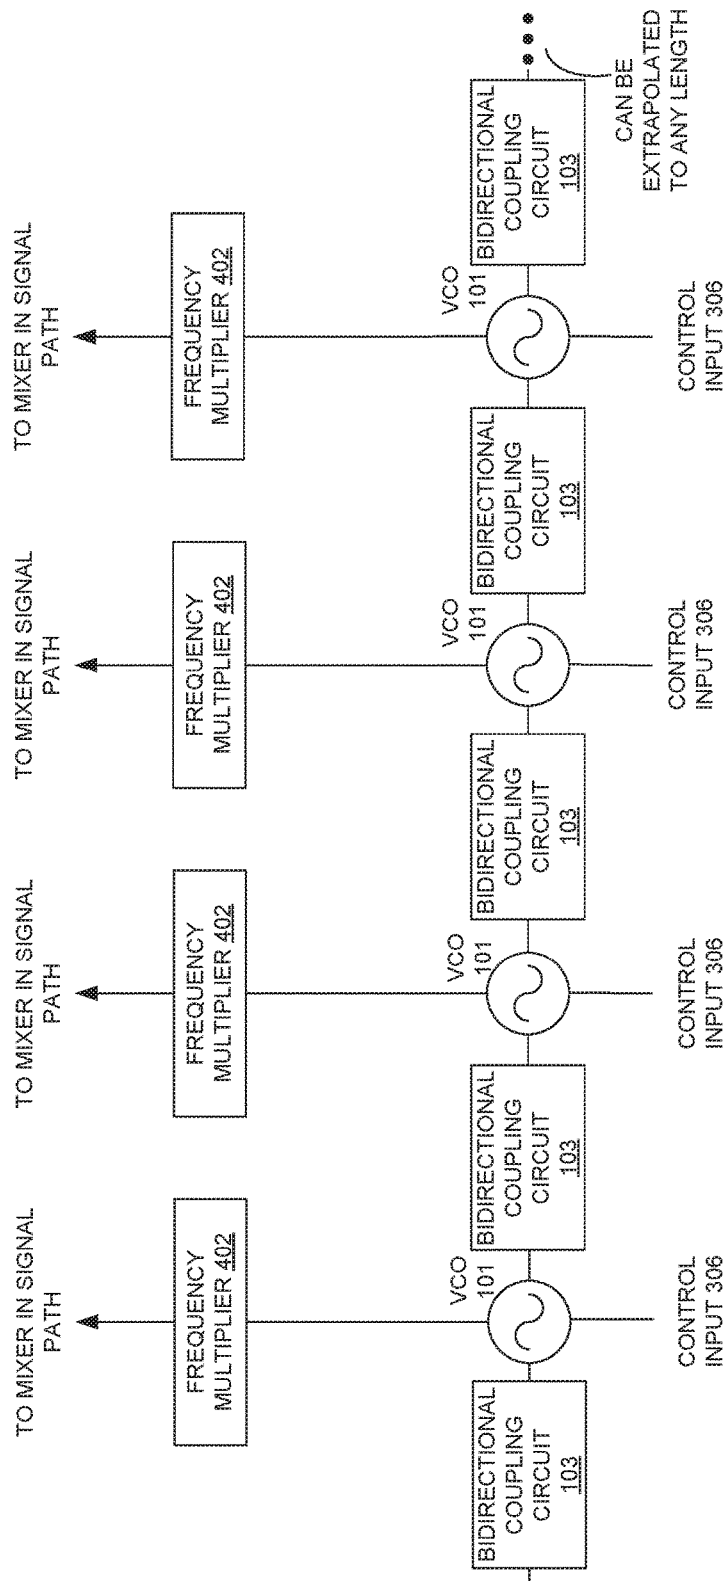 TO MIXER IN SIGNAL
PATH
TO MIXER IN SIGNAL
PATH
TO MIXER IN SIGNAL
PATH
TO MIXER IN SIGNAL
PATH
FREQUENCY
MULTIPLIER 402
FREQUENCY
MULTIPLIER 402
FREQUENCY
MULTIPLIER 402
FREQUENCY
MULTIPLIER 402
VCO
101
VCO
101
VCO
101
VCO
101
BIDIRECTIONAL
COUPLING
CIRCUIT
103
BIDIRECTIONAL
COUPLING
CIRCUIT
103
BIDIRECTIONAL
COUPLING
CIRCUIT
103
BIDIRECTIONAL
COUPLING
CIRCUIT
103
BIDIRECTIONAL
COUPLING
CIRCUIT
103
CAN BE
EXTRAPOLATED
TO ANY LENGTH
CONTROL
INPUT 306
CONTROL
INPUT 306
CONTROL
INPUT 306
CONTROL
INPUT 306